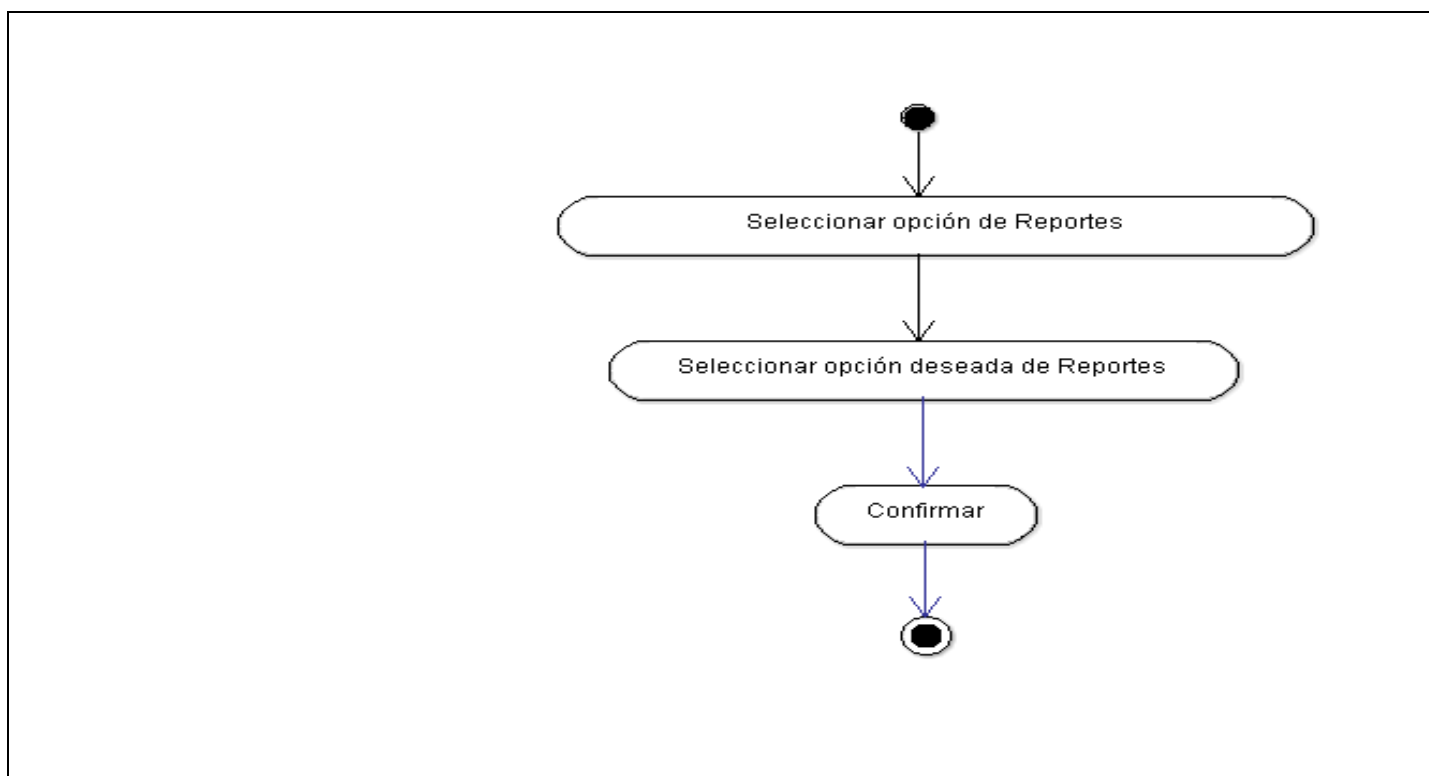 Seleccionar opción de Reportes
Seleccionar opción deseada de Reportes
Confirmar